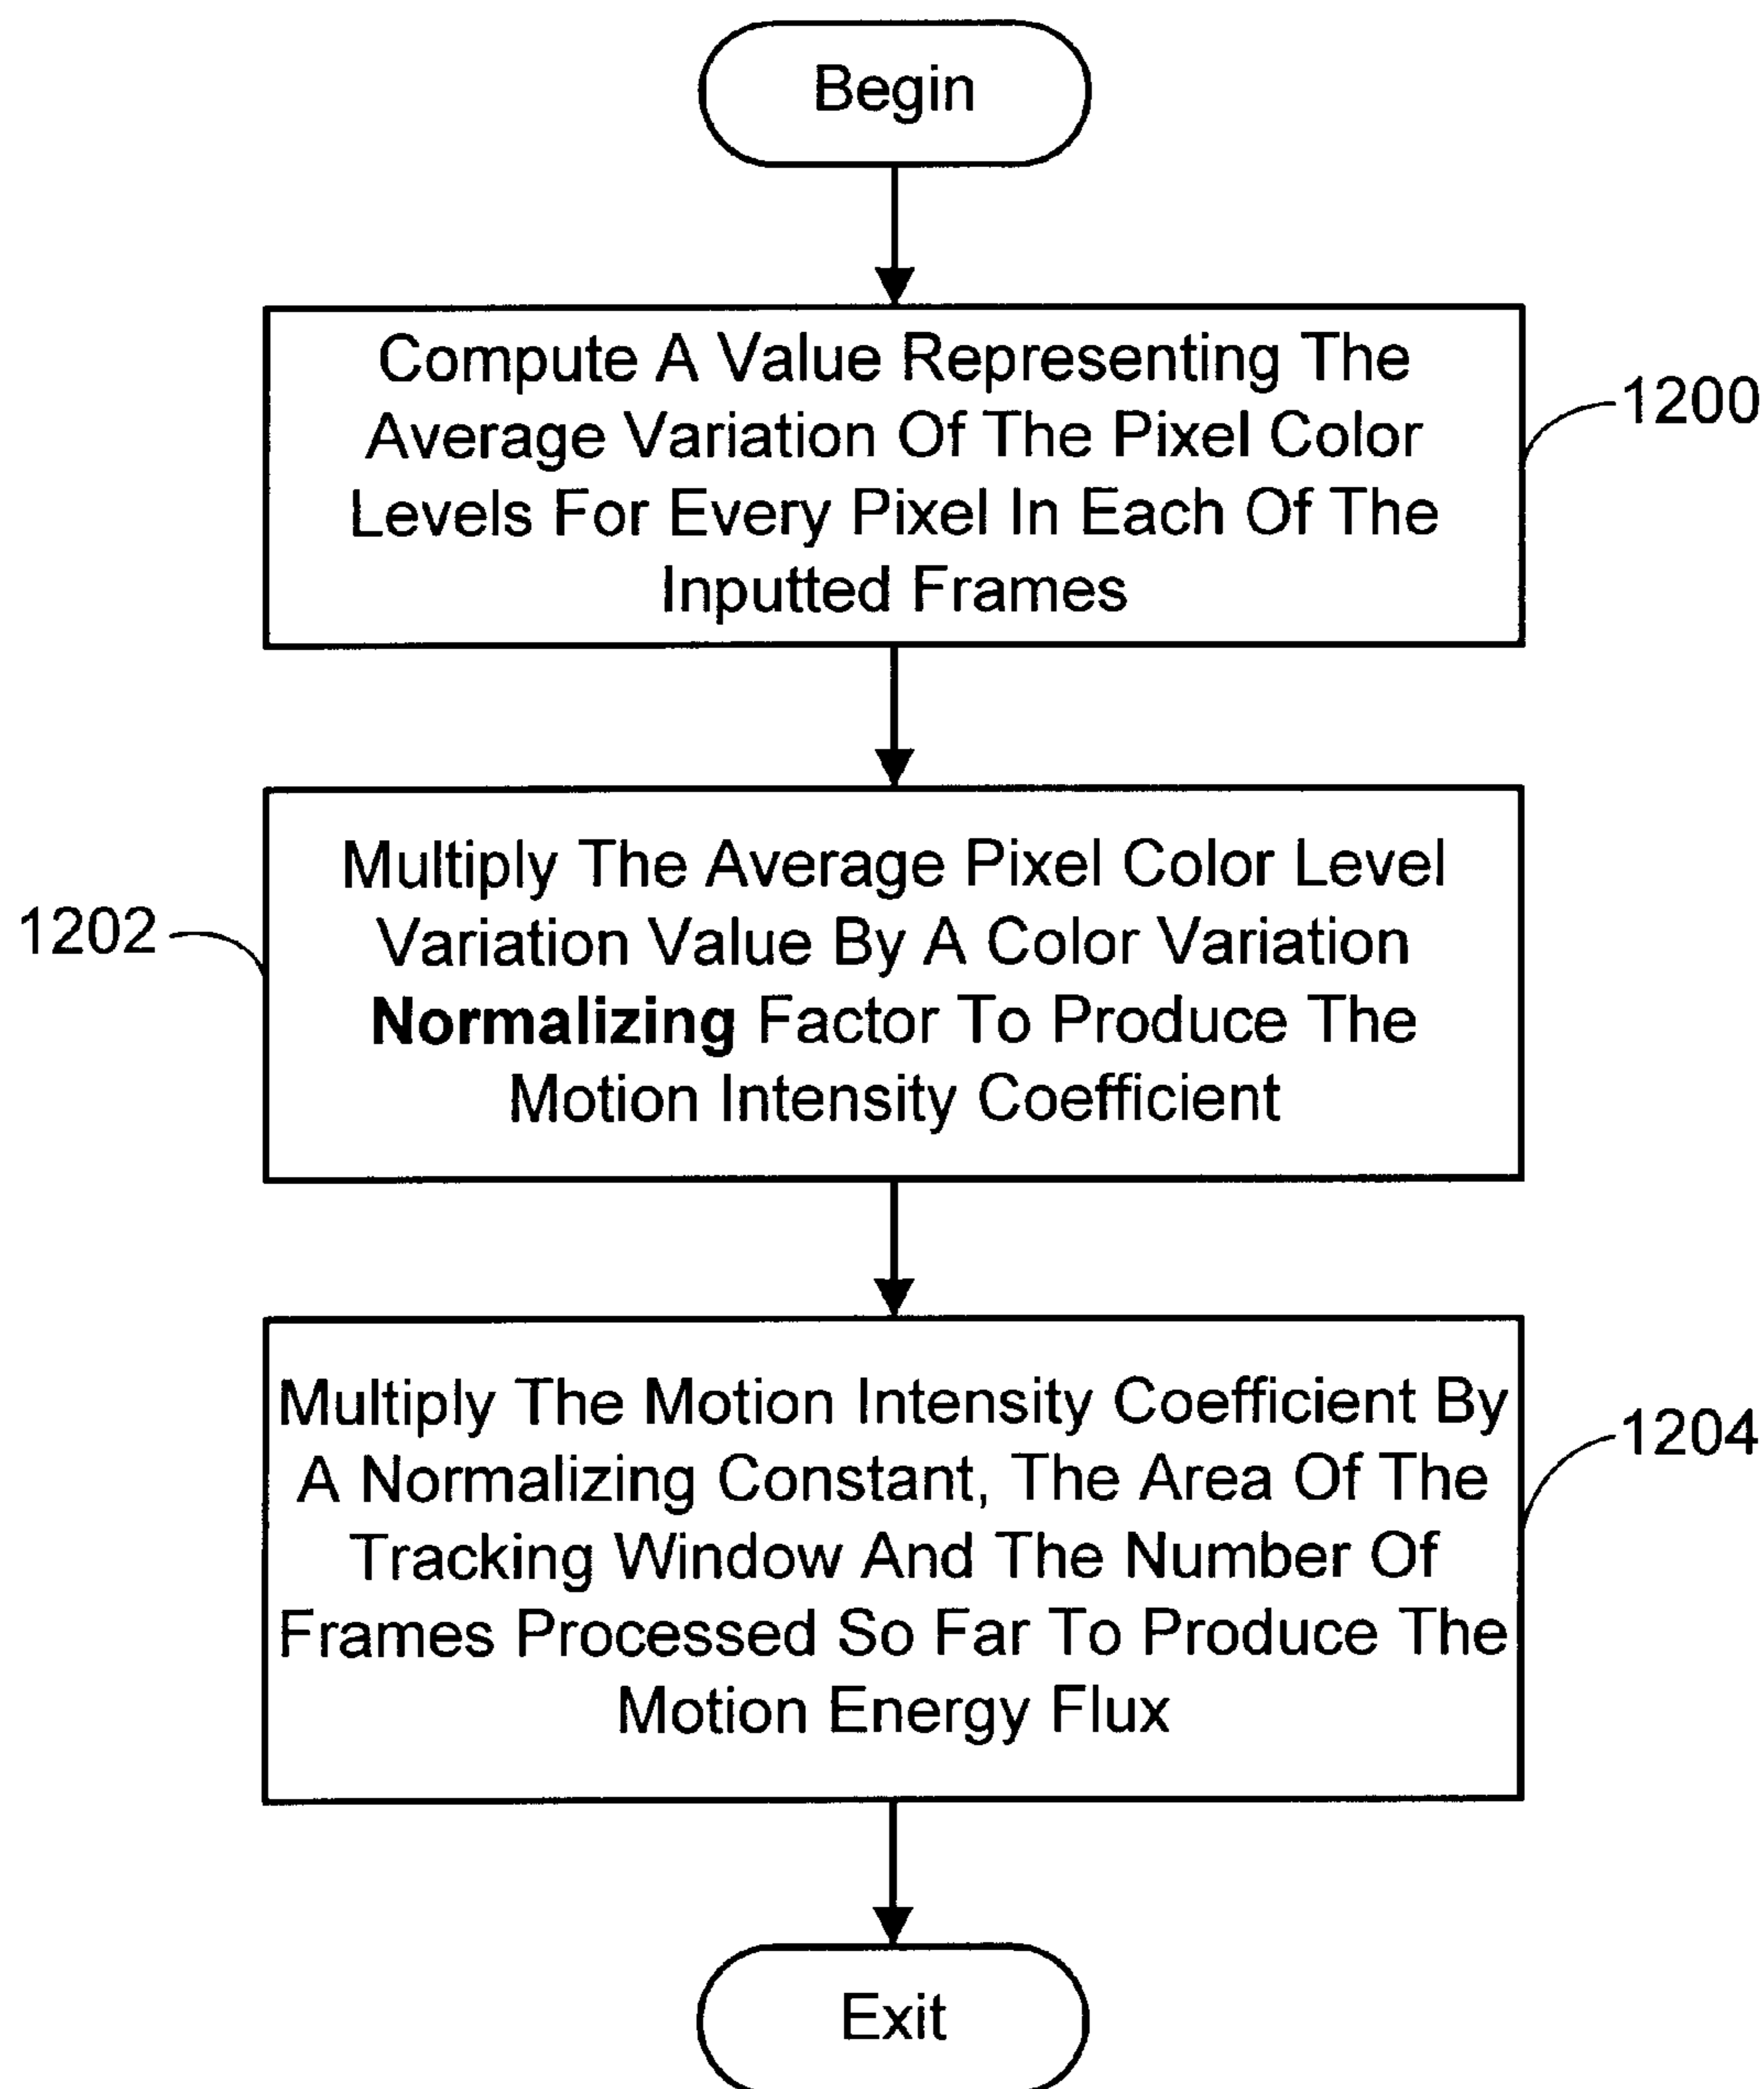 Begin
Compute A Value Representing The
Average Variation Of The Pixel Color
Levels For Every Pixel In Each Of The
Inputted Frames
1200
Multiply The Average Pixel Color Level
Variation Value By A Color Variation
Normalizing Factor To Produce The
Motion Intensity Coefficient
1202
Multiply The Motion Intensity Coefficient By
A Normalizing Constant, The Area Of The
Tracking Window And The Number Of
Frames Processed So Far To Produce The
Motion Energy Flux
1204
Exit